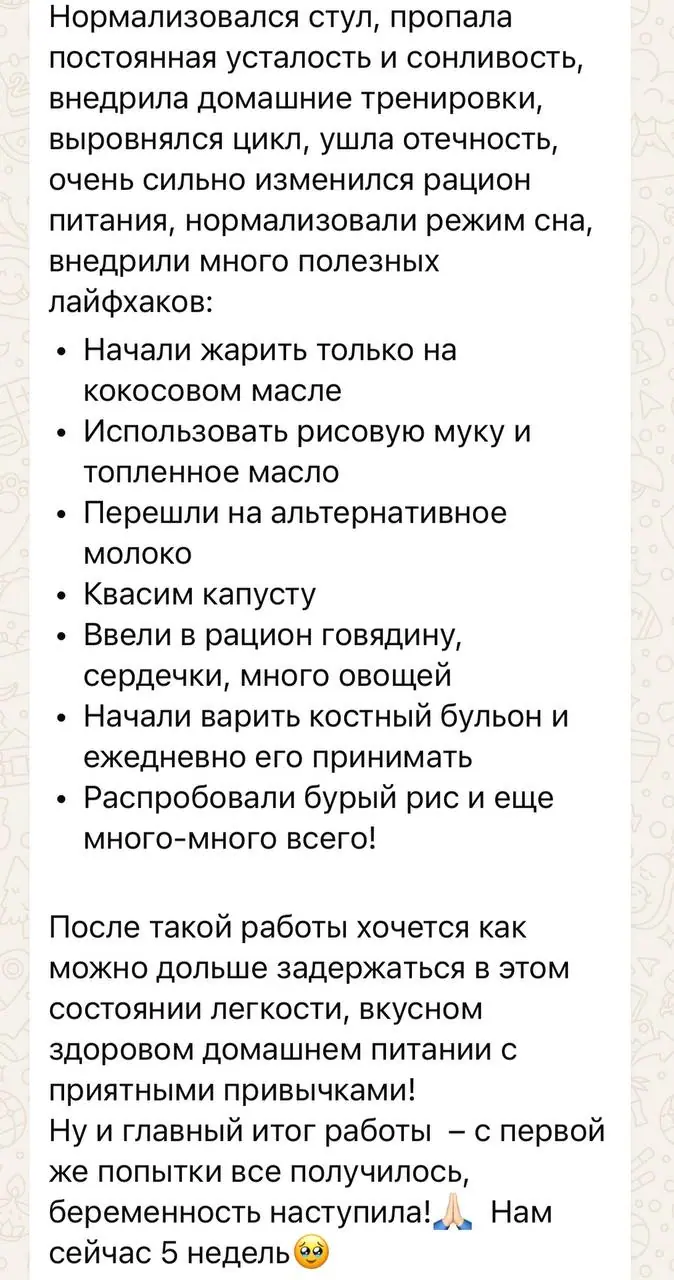 Нормализовался стул, пропала
постоянная усталость и сонливость,
внедрила домашние тренировки,
выровнялся цикл, ушла отечность,
очень сильно изменился рацион
питания, нормализовали режим сна,
внедрили много полезных
лайфхаков:
• Начали жарить только на
кокосовом масле
• Использовать рисовую муку и
топленное масло
• Перешли на альтернативное
молоко
• Квасим капусту
• Ввели в рацион говядину,
сердечки, много овощей
• Начали варить костный бульон и
ежедневно его принимать
• Распробовали бурый рис и еще
много-много всего!
После такой работы хочется как
можно дольше задержаться в этом
состоянии легкости, вкусном
здоровом домашнем питании с
приятными привычками!
Ну и главный итог работы – с первой
же попытки все получилось,
беременность наступила!🙏🏻 Нам
сейчас 5 недель🥹